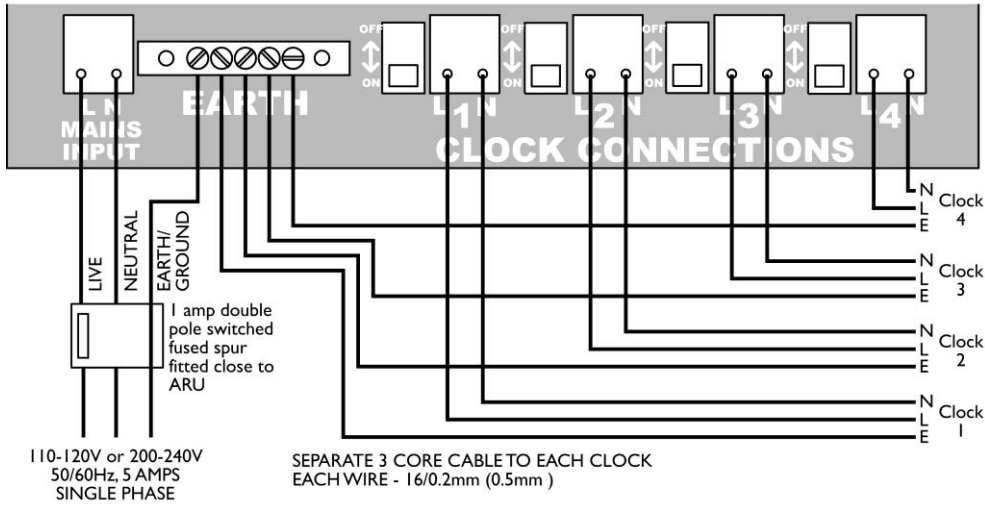 OFF
ON
OFF
ON
OFF
ON
OFF
ON
L N
MAINS
INPUT
EARTH
L 1 N
L 2 N
L 3 N
L 4 N
CLOCK CONNECTIONS
LIVE
NEUTRAL
EARTH/
GROUND
N
L
E
Clock
4
N
L
E
Clock
3
N
L
E
Clock
2
N
L
E
Clock
1
1 amp double
pole switched
fused spur
fitted close to
ARU
110-120V or 200-240V
50/60Hz, 5 AMPS
SINGLE PHASE
SEPARATE 3 CORE CABLE TO EACH CLOCK
EACH WIRE - 16/0.2mm (0.5mm )